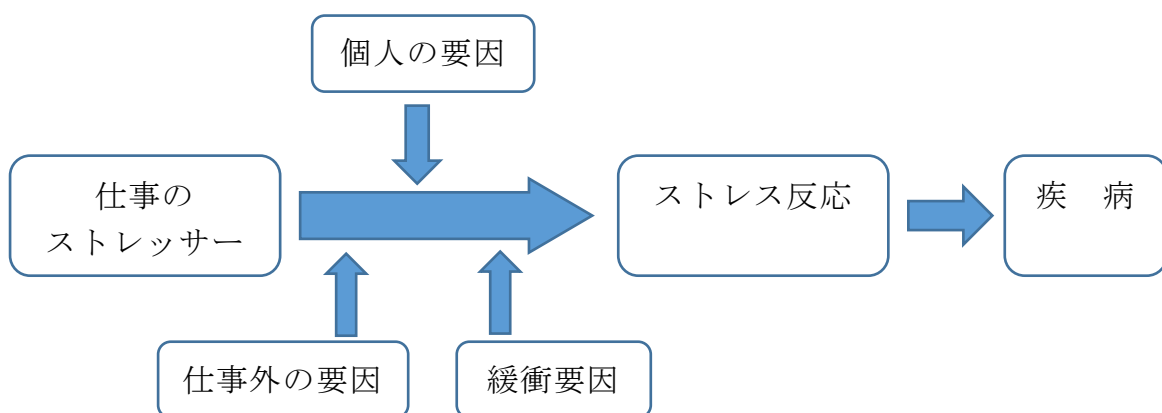 個人の要因
仕事の
ストレッサー
ストレス反応
疾　病
仕事外の要因
緩衝要因